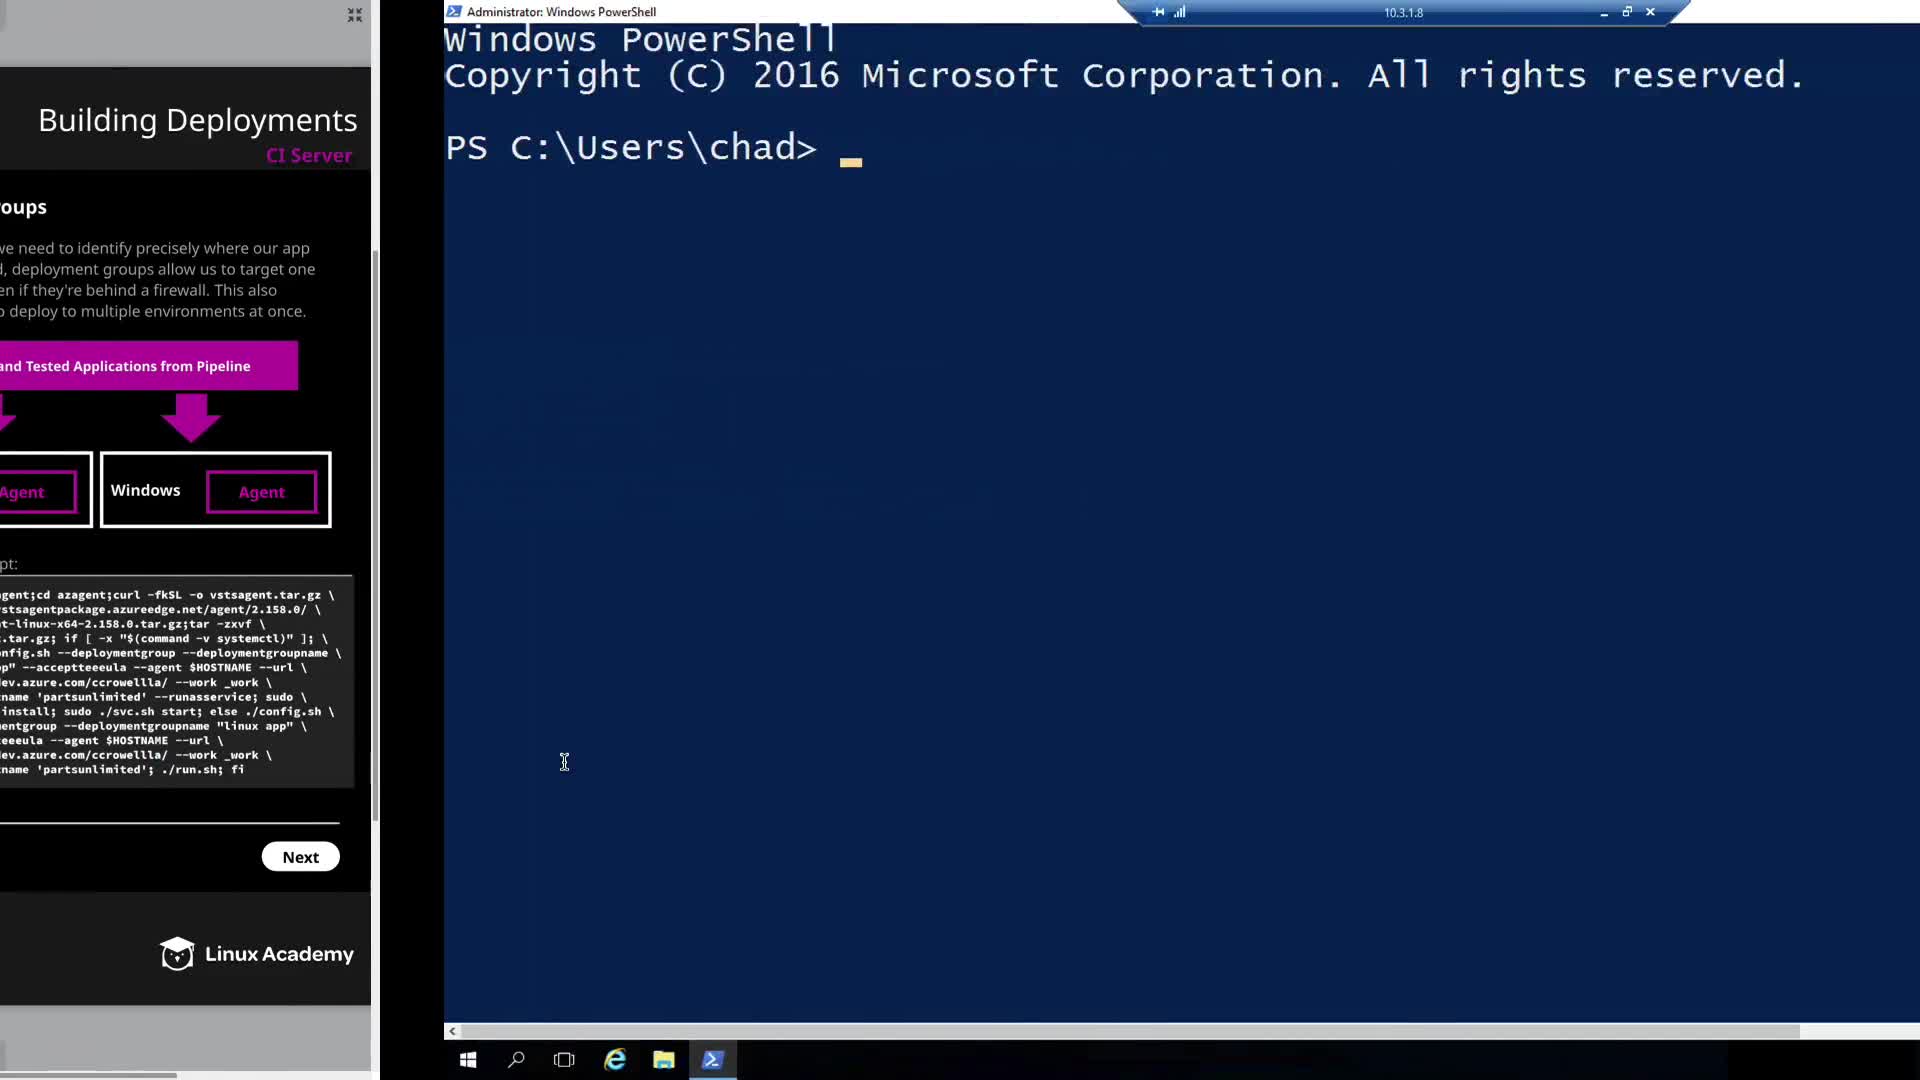 Building Deployments
CI Server
oups
we need to identify precisely where our app
d, deployment groups allow us to target one
en if they're behind a firewall. This also
o deploy to multiple environments at once.
and Tested Applications from Pipeline
Agent
Windows
Agent
pt:
gent;cd azagent;curl -fkSL -o vstsagent.tar.gz \
stsagentpackage.azureedge.net/agent/2.158.0/ \
t-linux-x64-2.158.0.tar.gz;tar -zxvf \
.tar.gz; if [ -x "$(command -v systemctl)" ]; \
nfig.sh --deploymentgroup --deploymentgroupname \
pp" --acceptteeeula --agent $HOSTNAME --url \
dev.azure.com/ccrowellla/ --work _work \
tname 'partsunlimited' --runasservice; sudo \
install; sudo ./svc.sh start; else ./config.sh \
mentgroup --deploymentgroupname "linux app" \
eeeula --agent $HOSTNAME --url \
dev.azure.com/ccrowellla/ --work _work \
tname 'partsunlimited'; ./run.sh; fi
Next
Linux Academy
Administrator: Windows PowerShell
10.3.1.8
Windows PowerShell
Copyright (C) 2016 Microsoft Corporation. All rights reserved.
PS C:\Users\chad>